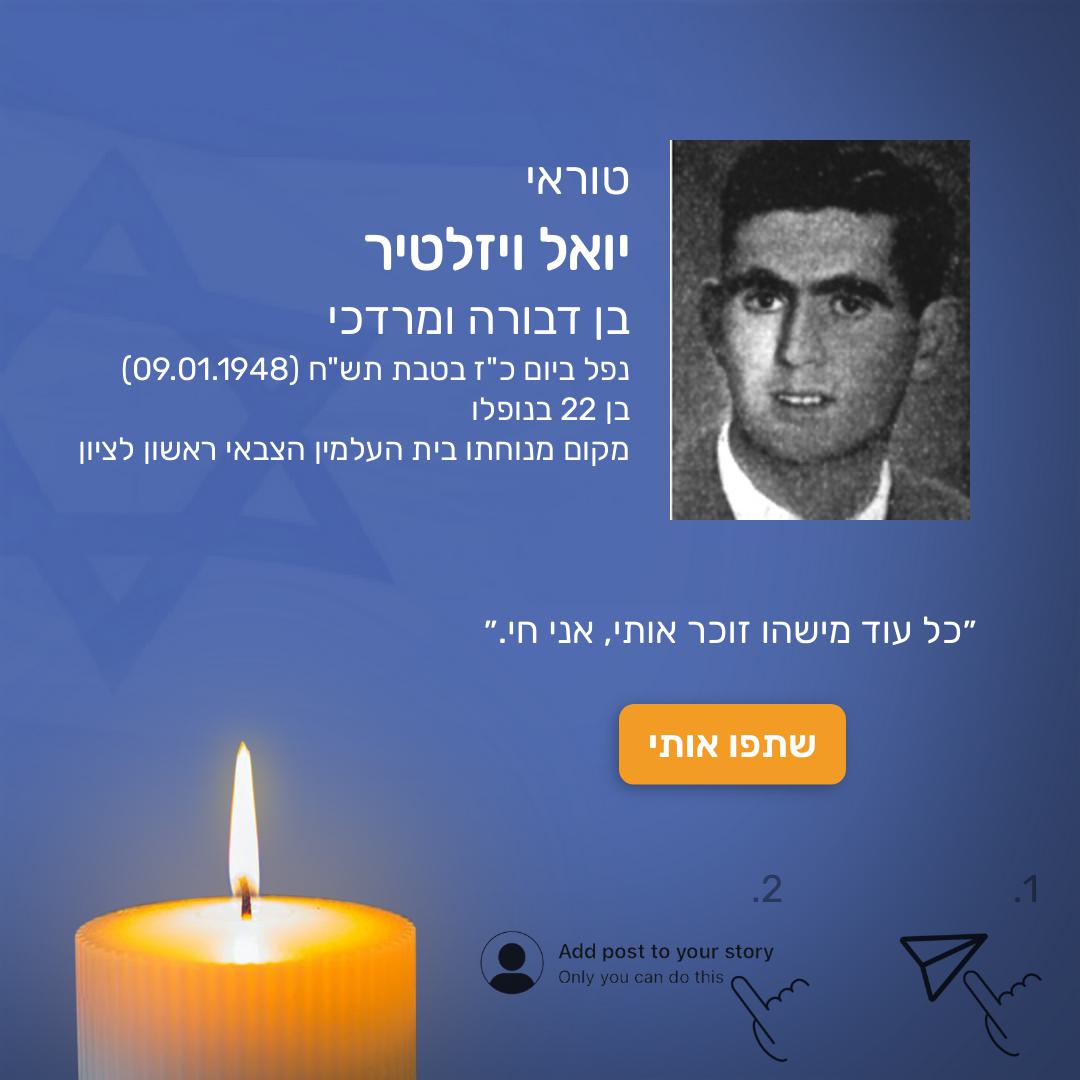 טוראי
יואל ויזלטיר
בן דבורה ומרדכי
נפל ביום כ"ז בטבת תש"ח (09.01.1948)
בן 22 בנופלו
מקום מנוחתו בית העלמין הצבאי ראשון לציון
״כל עוד מישהו זוכר אותי, אני חי.״
שתפו אותי
1.
2.
Add post to your story
Only you can do this